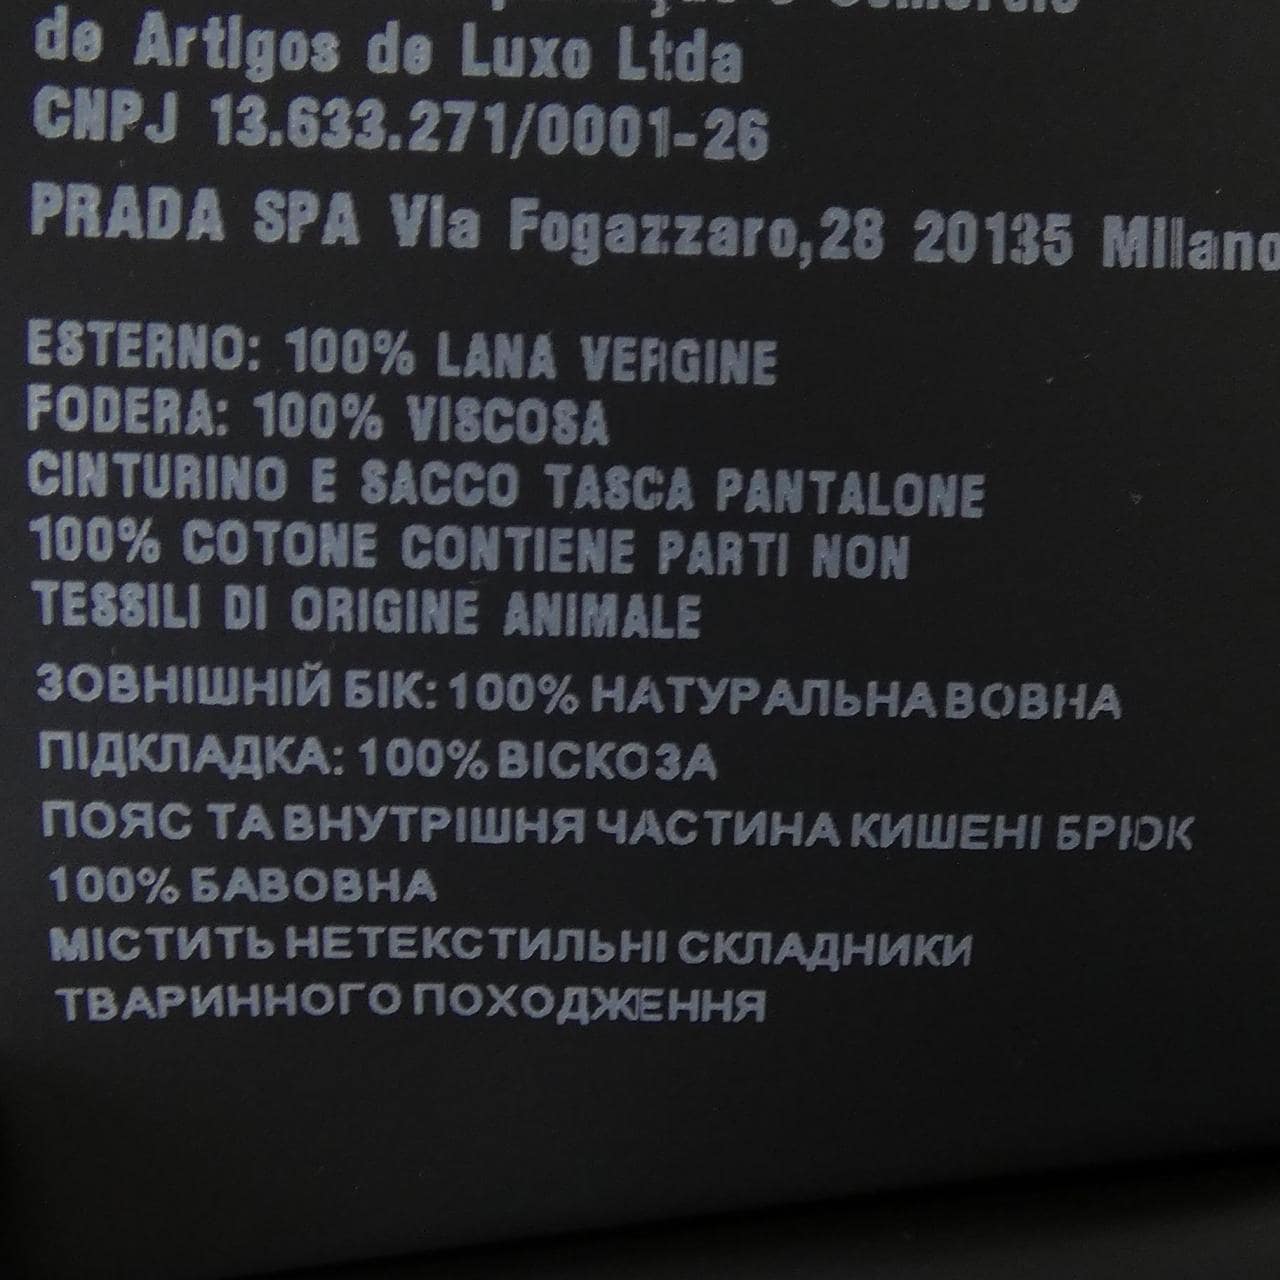 de Artigos de Luxo Ltda
CNPJ 13.633.271/0001-26
PRADA SPA Via Fogazzaro,28 20135 Milano
ESTERNO: 100% LANA VERGINE
FODERA: 100% VISCOSA
CINTURINO E SACCO TASCA PANTALONE
100% COTONE CONTIENE PARTI NON
TESSILI DI ORIGINE ANIMALE
ЗОВНІШНІЙ БІК: 100% НАТУРАЛЬНА ВОВНА
ПІДКЛАДКА: 100% ВІСКОЗА
ПОЯС ТА ВНУТРІШНЯ ЧАСТИНА КИШЕНІ БРЮК
100% БАВОВНА
МІСТИТЬ НЕТЕКСТИЛЬНІ СКЛАДНИКИ
ТВАРИННОГО ПОХОДЖЕННЯ